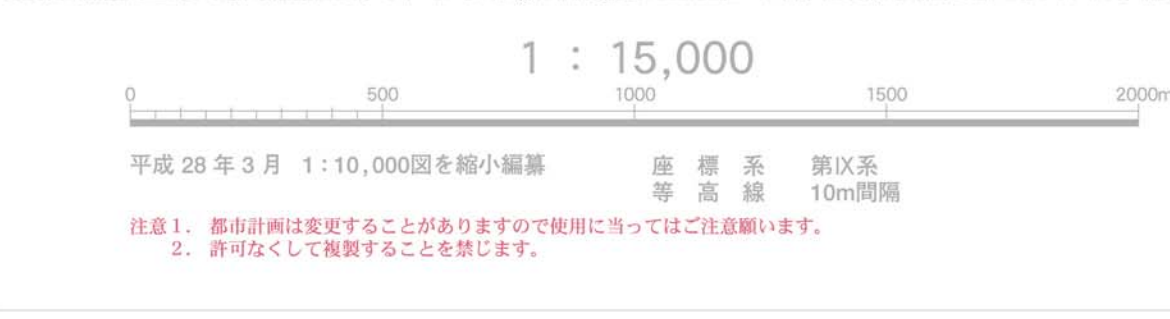 1 : 15,000
0 500 1000 1500 2000m
平成 28 年 3 月 1:10,000図を縮小編纂
座 標 系 第Ⅸ系
等 高 線 10m間隔
注意１． 都市計画は変更することがありますので使用に当ってはご注意願います。
２． 許可なくして複製することを禁じます。